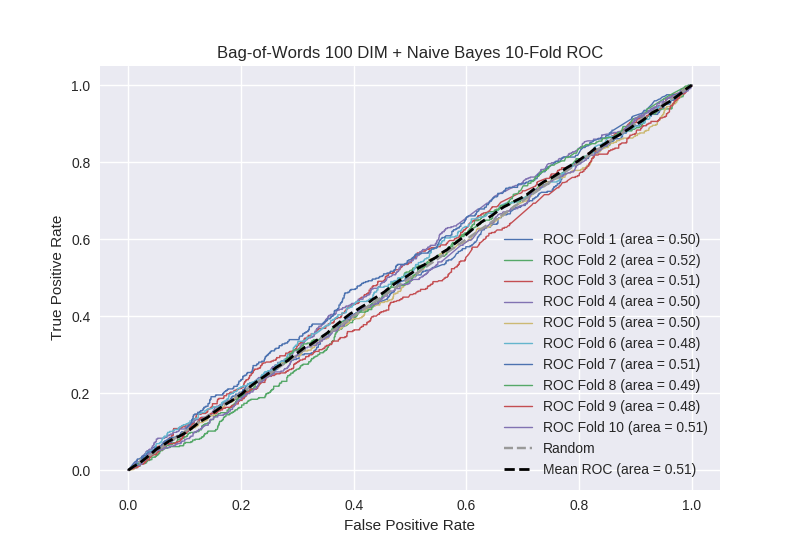 Bag-of-Words 100 DIM + Naive Bayes 10-Fold ROC
1.0
0.8
0.6
0.4
0.2
0.0
True Positive Rate
ROC Fold 1 (area = 0.50)
ROC Fold 2 (area = 0.52)
ROC Fold 3 (area = 0.51)
ROC Fold 4 (area = 0.50)
ROC Fold 5 (area = 0.50)
ROC Fold 6 (area = 0.48)
ROC Fold 7 (area = 0.51)
ROC Fold 8 (area = 0.49)
ROC Fold 9 (area = 0.48)
ROC Fold 10 (area = 0.51)
Random
Mean ROC (area = 0.51)
0.0 0.2 0.4 0.6 0.8 1.0
False Positive Rate